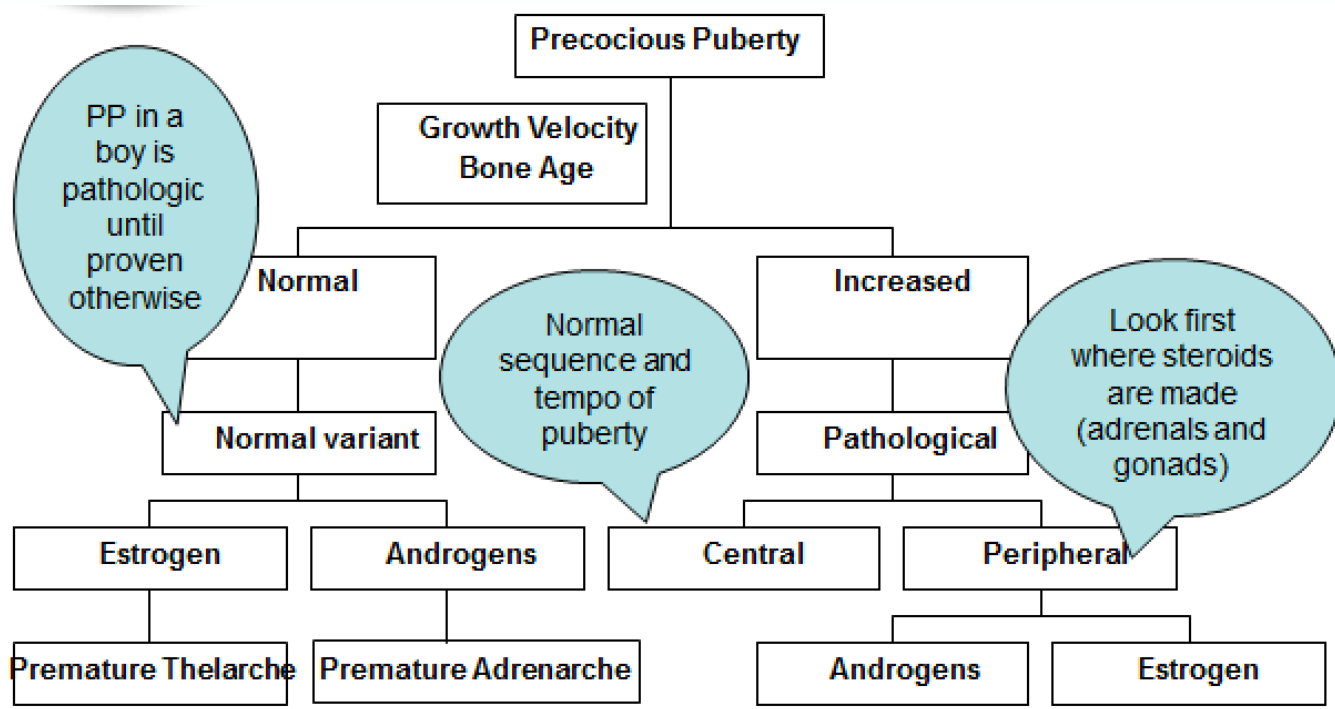 Precocious Puberty
PP in a
boy is
pathologic
until
proven
otherwise
Growth Velocity
Bone Age
Normal
Increased
Normal
sequence and
tempo of
puberty
Look first
where steroids
are made
(adrenals and
gonads)
Normal variant
Pathological
Estrogen
Androgens
Central
Peripheral
Premature Thelarche
Premature Adrenarche
Androgens
Estrogen